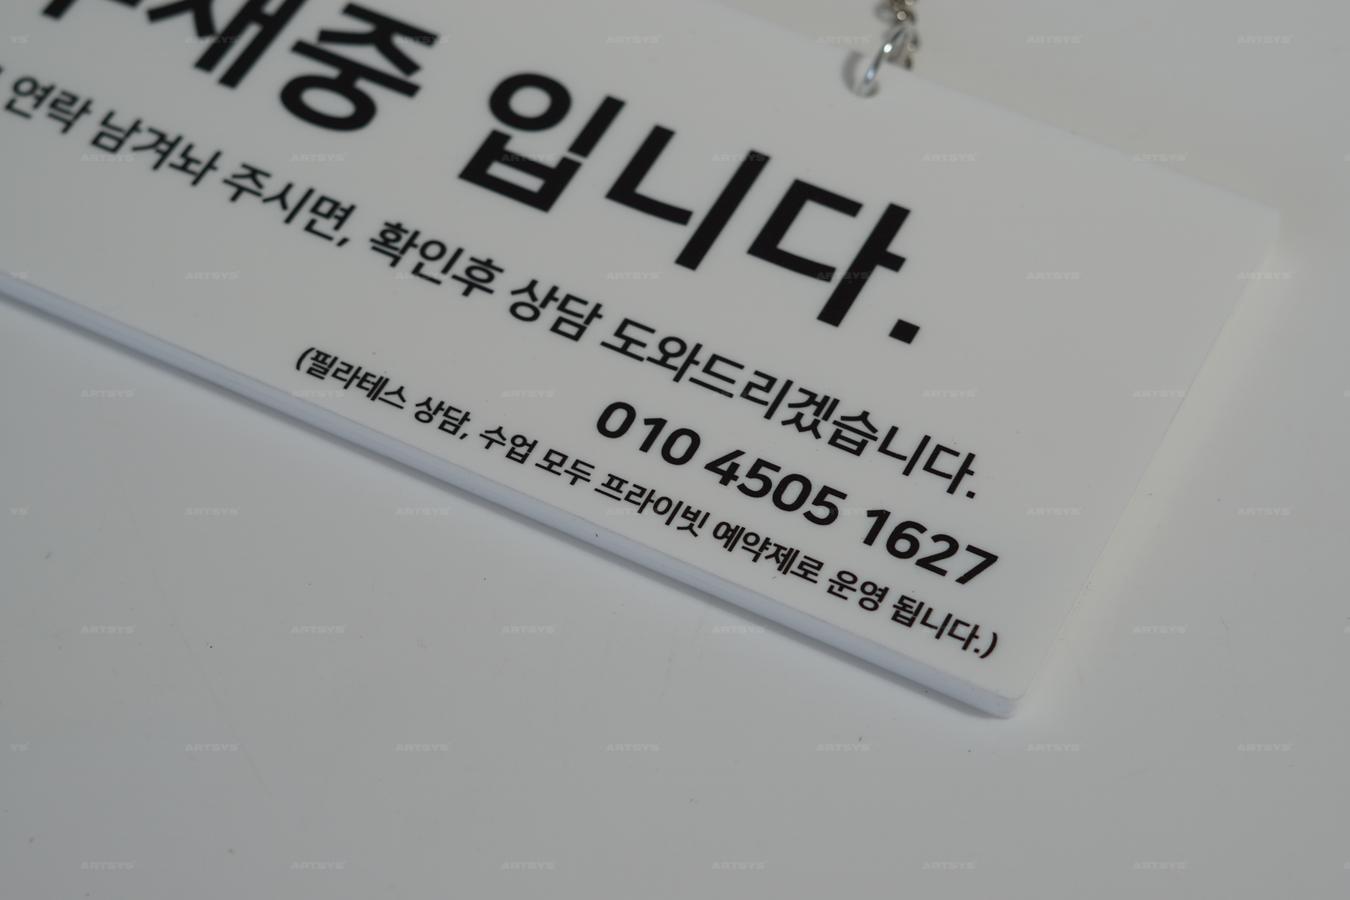 부재중 입니다.
연락 남겨놔 주시면, 확인후 상담 도와드리겠습니다.
010 4505 1627
(필라테스 상담, 수업 모두 프라이빗 예약제로 운영 됩니다.)
ARTSYS